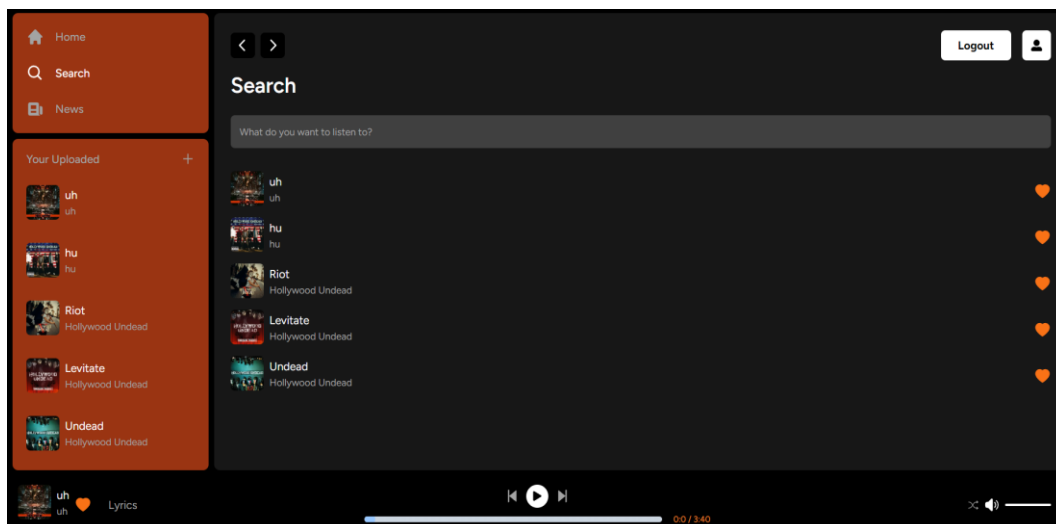 Home
Search
News
Your Uploaded
uh
uh
hu
hu
Riot
Hollywood Undead
Levitate
Hollywood Undead
Undead
Hollywood Undead
Logout
Search
What do you want to listen to?
uh
uh
hu
hu
Riot
Hollywood Undead
Levitate
Hollywood Undead
Undead
Hollywood Undead
uh
uh
Lyrics
0:0 / 3:40